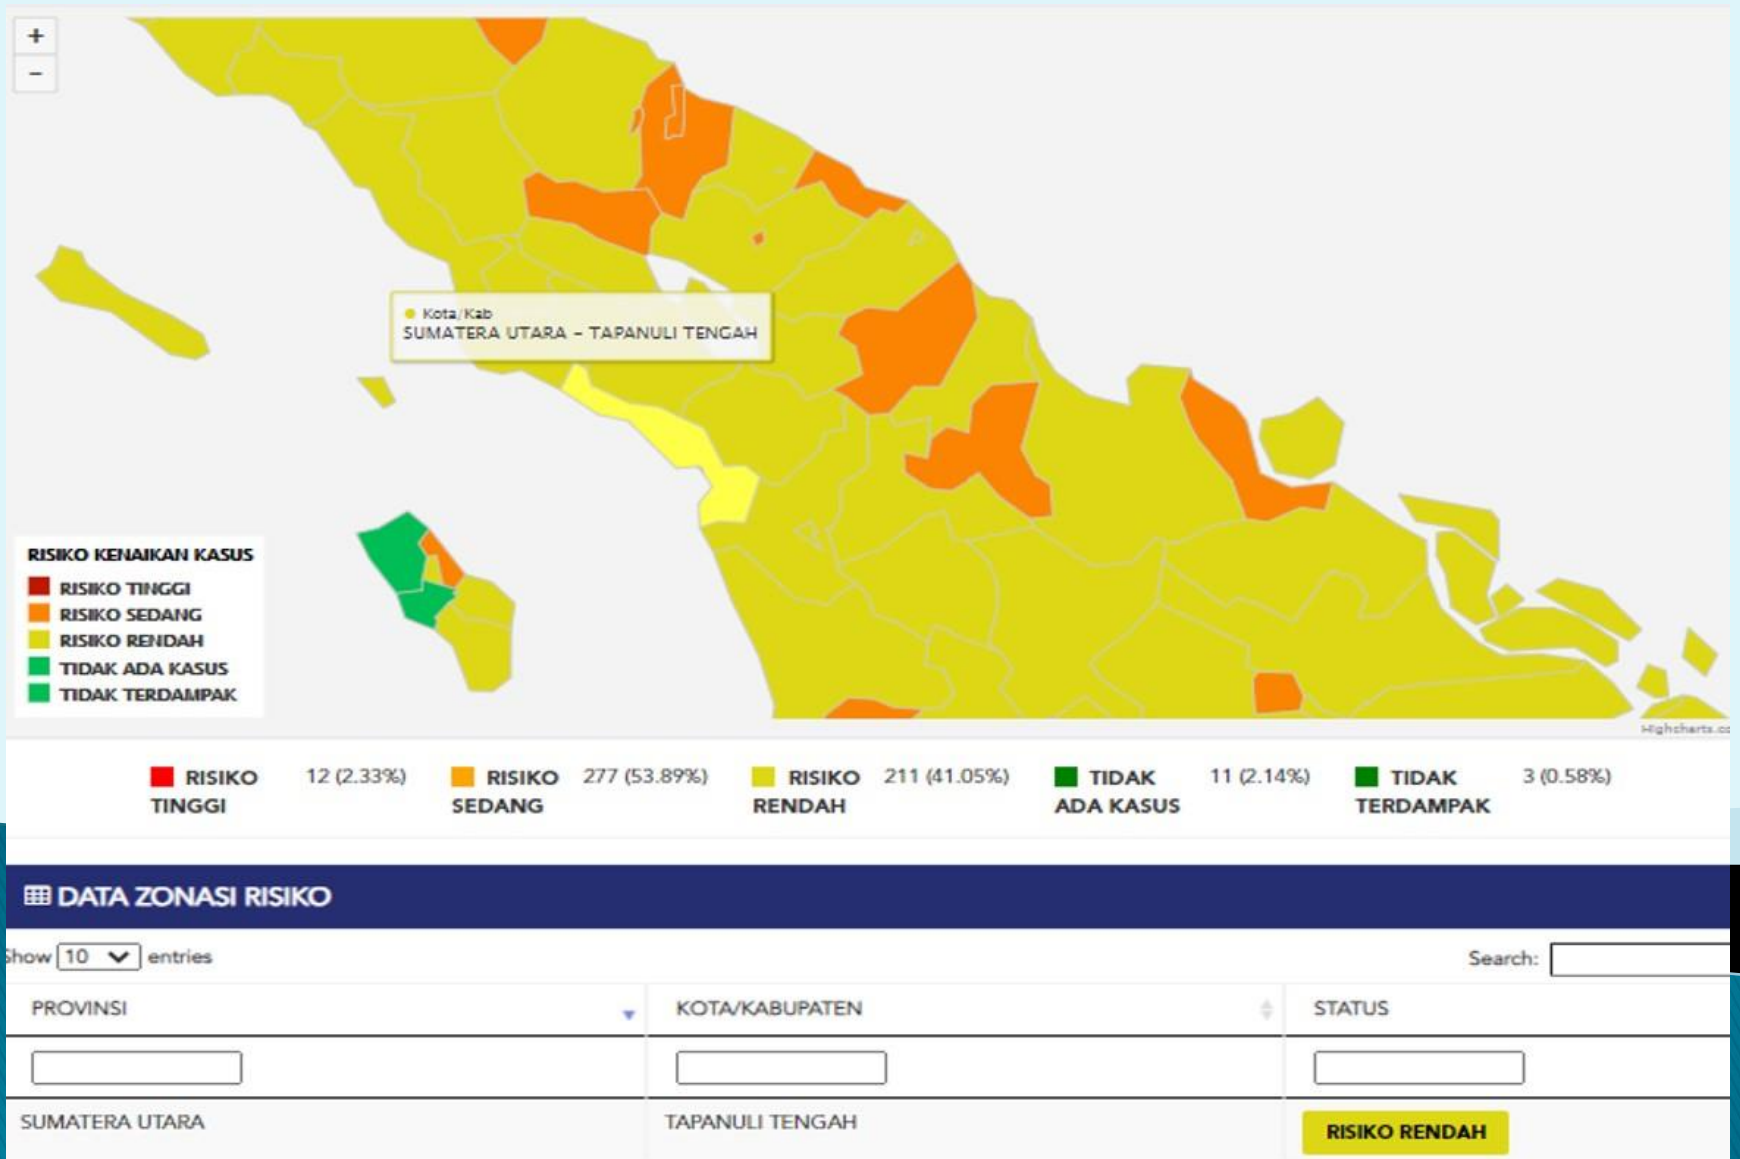 +
−
Kota/Kab
SUMATERA UTARA - TAPANULI TENGAH
RISIKO KENAIKAN KASUS
RISIKO TINGGI
RISIKO SEDANG
RISIKO RENDAH
TIDAK ADA KASUS
TIDAK TERDAMPAK
RISIKO TINGGI 12 (2.33%)
RISIKO SEDANG 277 (53.89%)
RISIKO RENDAH 211 (41.05%)
TIDAK ADA KASUS 11 (2.14%)
TIDAK TERDAMPAK 3 (0.58%)
DATA ZONASI RISIKO
Show 10 entries
Search:
PROVINSI KOTA/KABUPATEN STATUS
SUMATERA UTARA TAPANULI TENGAH RISIKO RENDAH